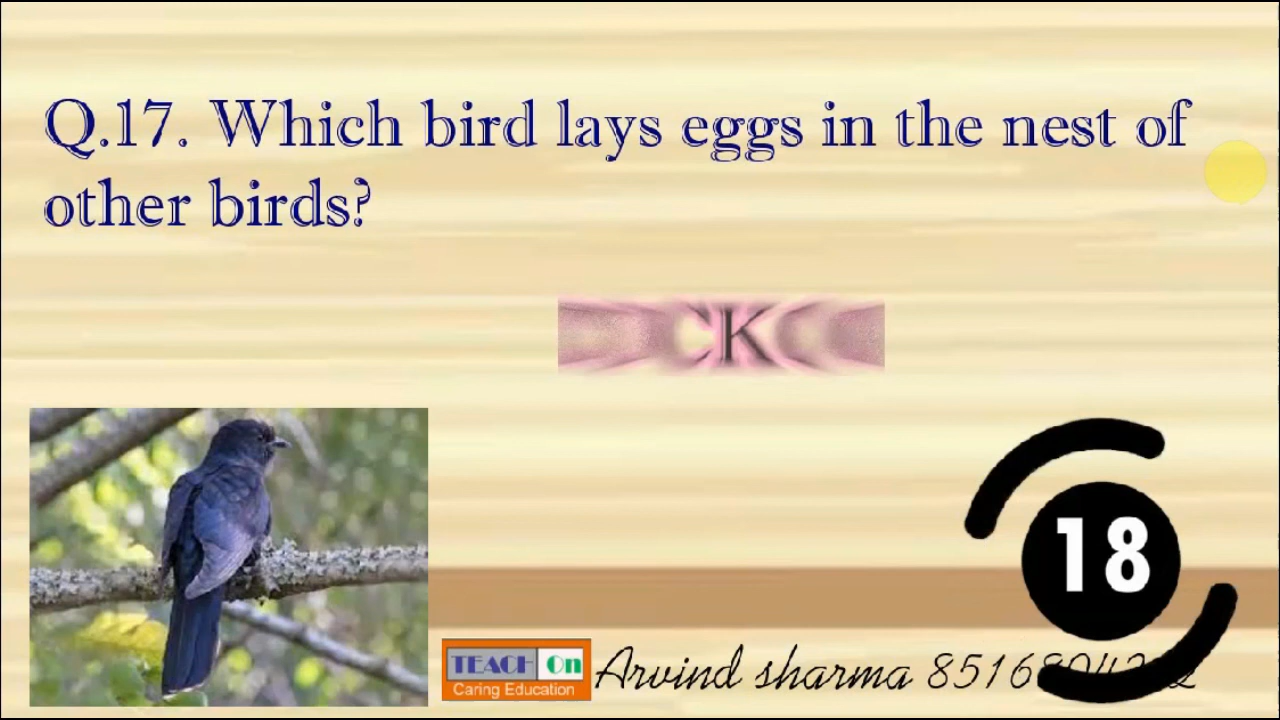 Q.17. Which bird lays eggs in the nest of
other birds?
CK
18
TEACH On
Caring Education
Arvind sharma